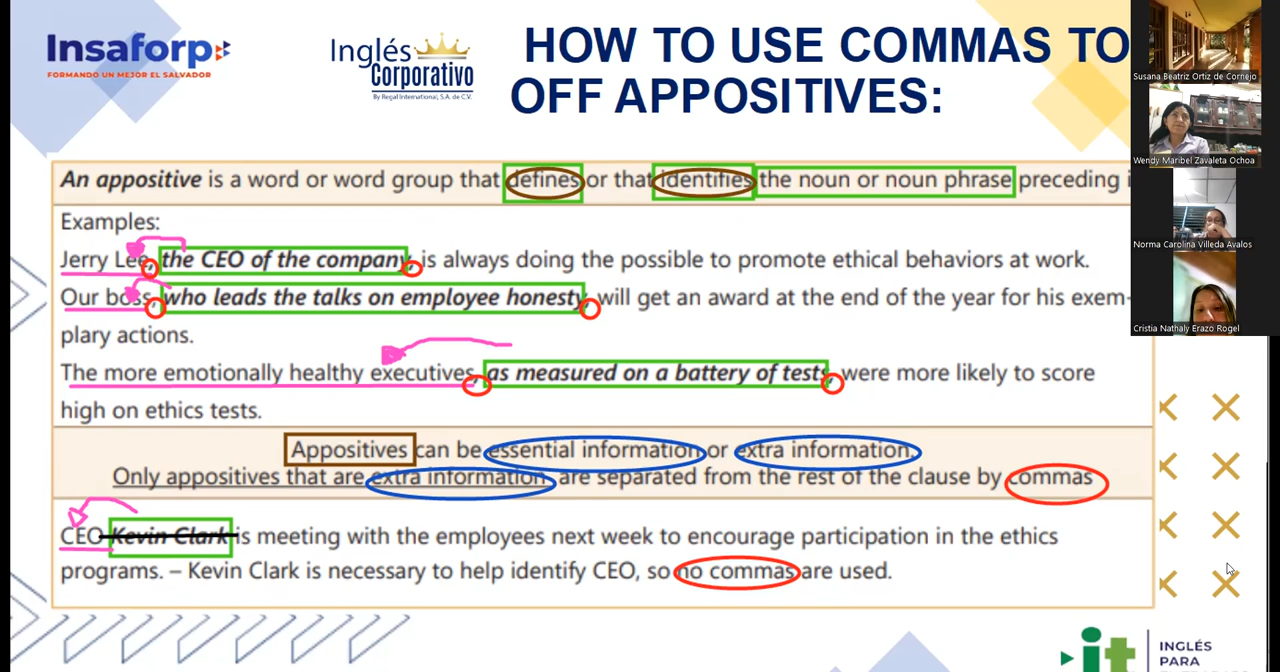 Insaforp
FORMANDO UN MEJOR EL SALVADOR
Inglés
Corporativo
By Regal International, S.A. de C.V.
HOW TO USE COMMAS TO
OFF APPOSITIVES:
Susana Beatriz Ortiz de Cornejo
Wendy Maribel Zavaleta Ochoa
Norma Carolina Villeda Avalos
Cristia Nathaly Erazo Rogel
An appositive is a word or word group that defines or that identifies the noun or noun phrase preceding
Examples:
Jerry Lee, the CEO of the company, is always doing the possible to promote ethical behaviors at work.
Our boss, who leads the talks on employee honesty, will get an award at the end of the year for his exem-
plary actions.
The more emotionally healthy executives, as measured on a battery of tests, were more likely to score
high on ethics tests.
Appositives can be essential information or extra information.
Only appositives that are extra information are separated from the rest of the clause by commas
CEO Kevin Clark is meeting with the employees next week to encourage participation in the ethics
programs. – Kevin Clark is necessary to help identify CEO, so no commas are used.
it
INGLÉS
PARA